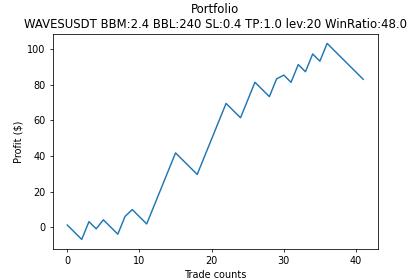 Portfolio
WAVESUSDT BBM:2.4 BBL:240 SL:0.4 TP:1.0 lev:20 WinRatio:48.0
100
80
60
40
20
0
Profit ($)
0 10 20 30 40
Trade counts